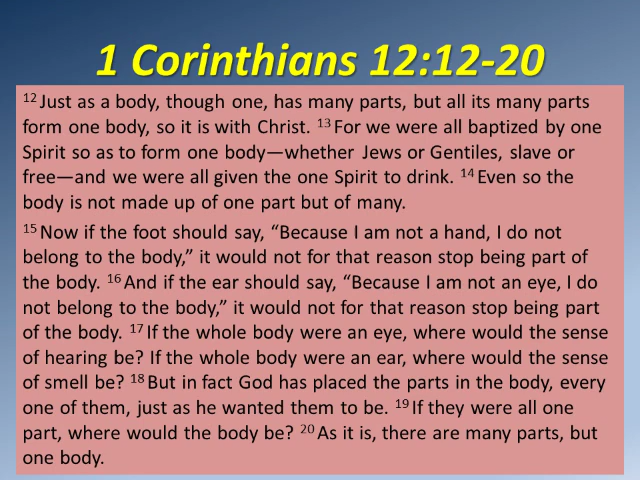 1 Corinthians 12:12-20
12 Just as a body, though one, has many parts, but all its many parts
form one body, so it is with Christ. 13 For we were all baptized by one
Spirit so as to form one body—whether Jews or Gentiles, slave or
free—and we were all given the one Spirit to drink. 14 Even so the
body is not made up of one part but of many.
15 Now if the foot should say, “Because I am not a hand, I do not
belong to the body,” it would not for that reason stop being part of
the body. 16 And if the ear should say, “Because I am not an eye, I do
not belong to the body,” it would not for that reason stop being part
of the body. 17 If the whole body were an eye, where would the sense
of hearing be? If the whole body were an ear, where would the sense
of smell be? 18 But in fact God has placed the parts in the body, every
one of them, just as he wanted them to be. 19 If they were all one
part, where would the body be? 20 As it is, there are many parts, but
one body.